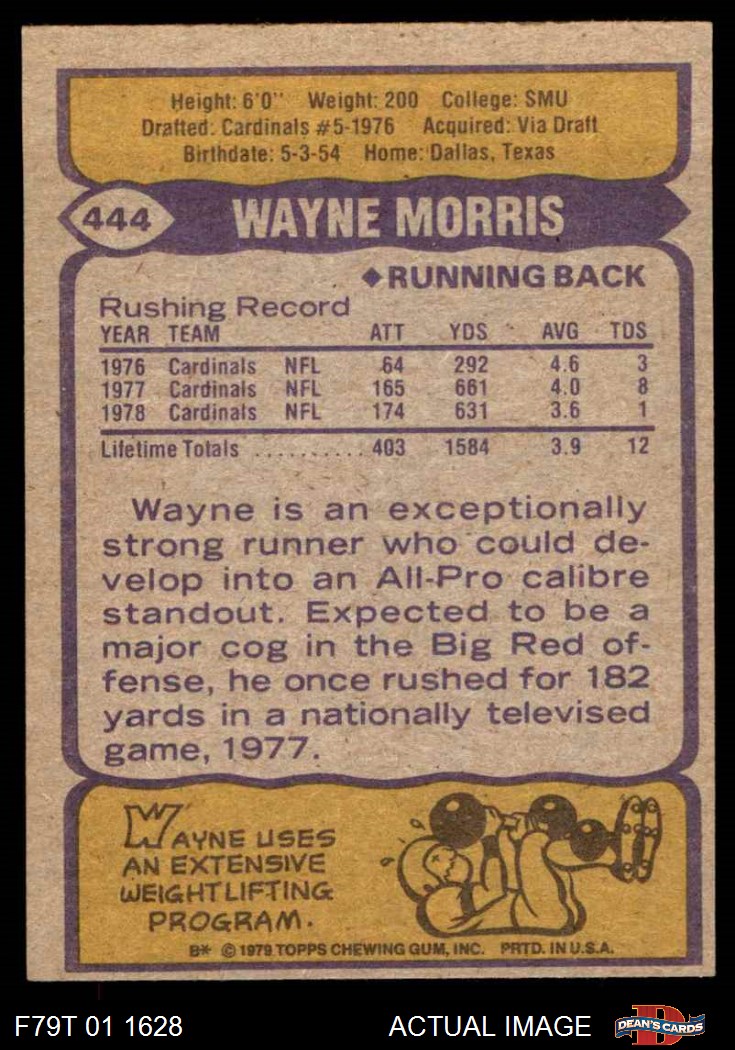 Height: 6'0" Weight: 200 College: SMU
Drafted: Cardinals #5-1976 Acquired: Via Draft
Birthdate: 5-3-54 Home: Dallas, Texas
444 WAYNE MORRIS
◆RUNNING BACK
Rushing Record
YEAR TEAM ATT YDS AVG TDS
1976 Cardinals NFL 64 292 4.6 3
1977 Cardinals NFL 165 661 4.0 8
1978 Cardinals NFL 174 631 3.6 1
Lifetime Totals .......... 403 1584 3.9 12
Wayne is an exceptionally
strong runner who could de-
velop into an All-Pro calibre
standout. Expected to be a
major cog in the Big Red of-
fense, he once rushed for 182
yards in a nationally televised
game, 1977.
WAYNE USES
AN EXTENSIVE
WEIGHTLIFTING
PROGRAM.
B* © 1979 TOPPS CHEWING GUM, INC. PRTD. IN U.S.A.
F79T 01 1628 ACTUAL IMAGE D DEAN'S CARDS